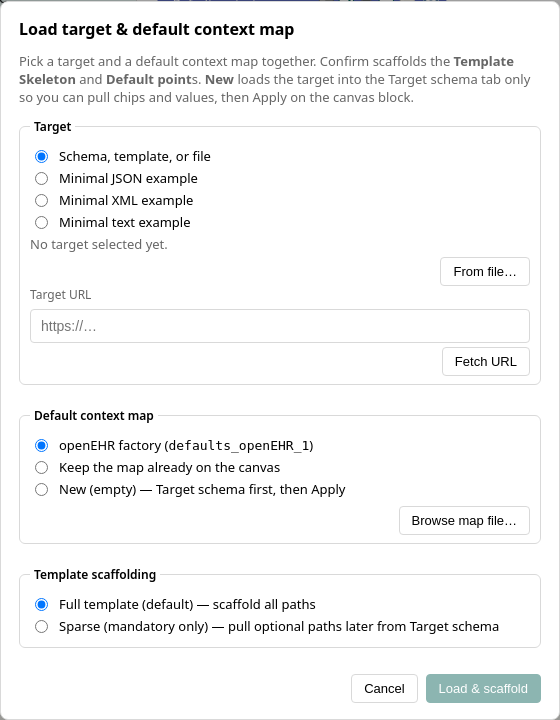 Load target & default context map
Pick a target and a default context map together. Confirm scaffolds the Template
Skeleton and Default points. New loads the target into the Target schema tab only
so you can pull chips and values, then Apply on the canvas block.
Target
Schema, template, or file
Minimal JSON example
Minimal XML example
Minimal text example
No target selected yet.
From file…
Target URL
https://…
Fetch URL
Default context map
openEHR factory (defaults_openEHR_1)
Keep the map already on the canvas
New (empty) — Target schema first, then Apply
Browse map file…
Template scaffolding
Full template (default) — scaffold all paths
Sparse (mandatory only) — pull optional paths later from Target schema
Cancel
Load & scaffold